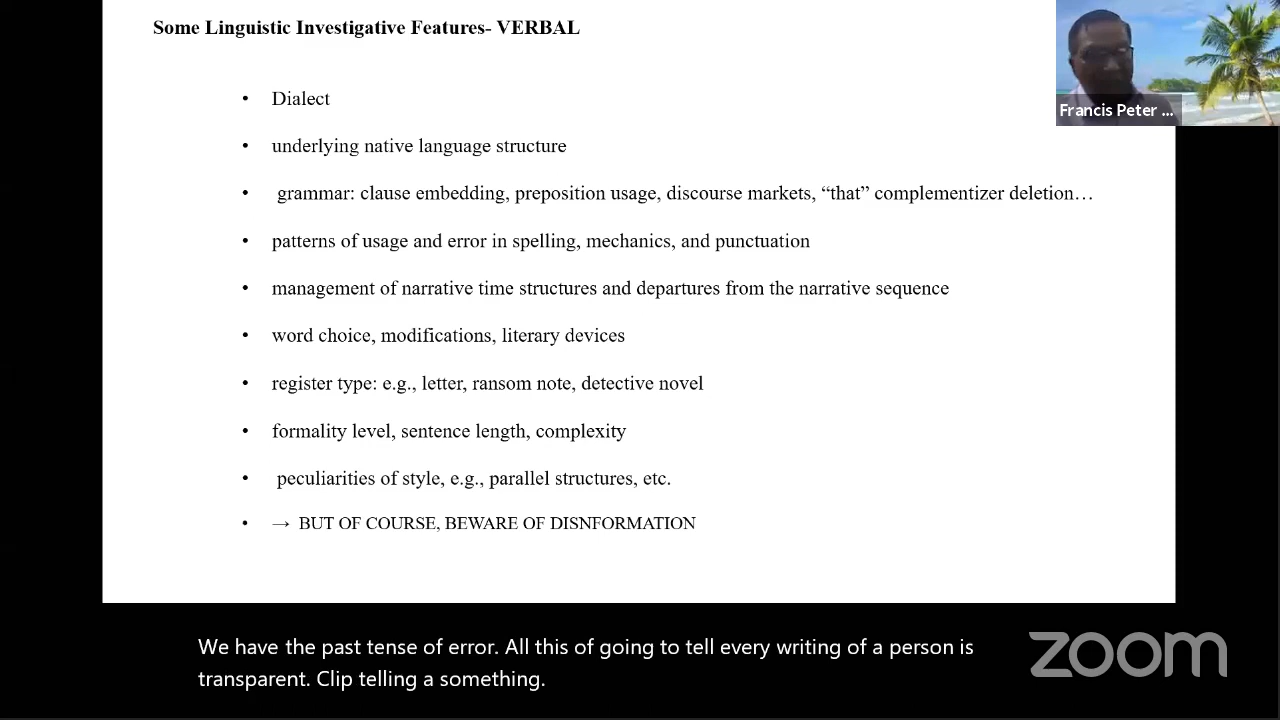 Some Linguistic Investigative Features- VERBAL
Francis Peter ...
• Dialect
• underlying native language structure
• grammar: clause embedding, preposition usage, discourse markets, “that” complementizer deletion…
• patterns of usage and error in spelling, mechanics, and punctuation
• management of narrative time structures and departures from the narrative sequence
• word choice, modifications, literary devices
• register type: e.g., letter, ransom note, detective novel
• formality level, sentence length, complexity
• peculiarities of style, e.g., parallel structures, etc.
• → BUT OF COURSE, BEWARE OF DISNFORMATION
We have the past tense of error. All this of going to tell every writing of a person is
transparent. Clip telling a something.
zoom